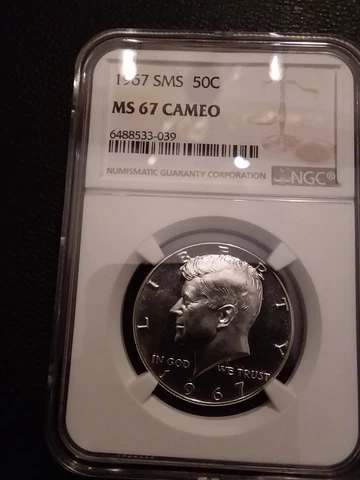 1967 SMS 50C
MS 67 CAMEO
6488533-039
NUMISMATIC GUARANTY CORPORATION NGC®
LIBERTY
IN GOD WE TRUST
1967